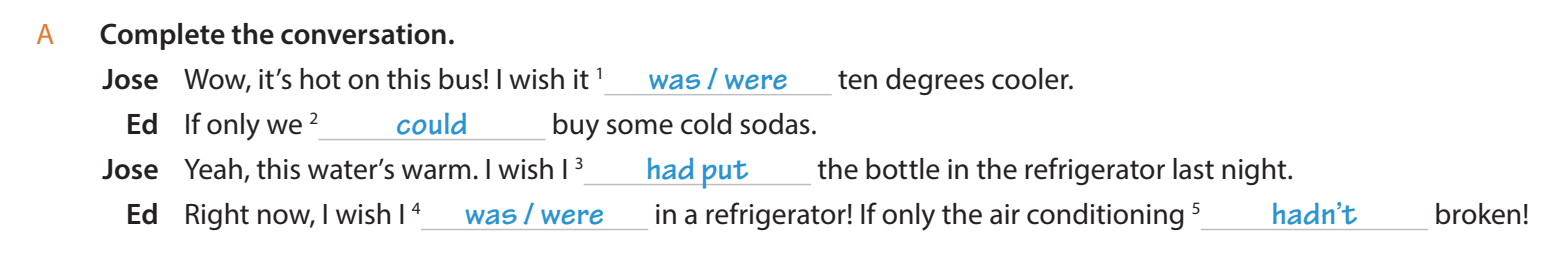 A Complete the conversation.
Jose Wow, it's hot on this bus! I wish it 1 was / were ten degrees cooler.
Ed If only we 2 could buy some cold sodas.
Jose Yeah, this water's warm. I wish I 3 had put the bottle in the refrigerator last night.
Ed Right now, I wish I 4 was / were in a refrigerator! If only the air conditioning 5 hadn't broken!